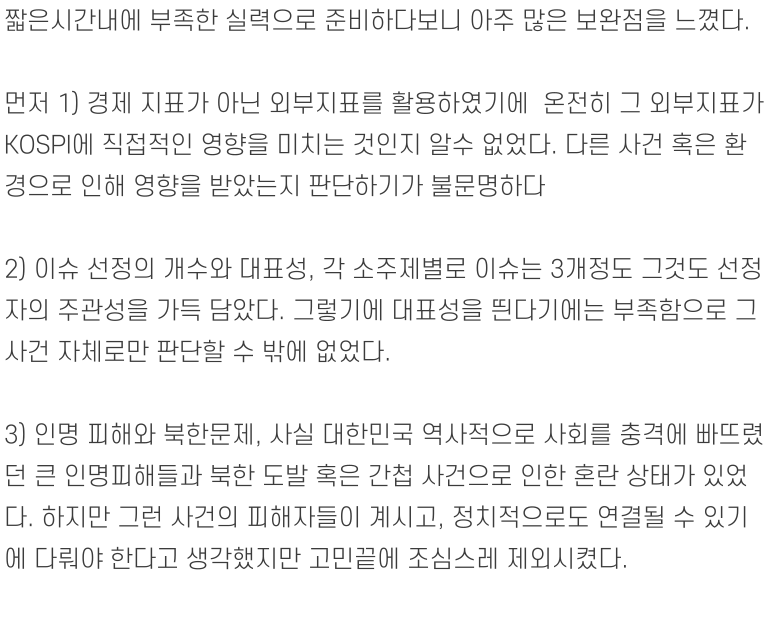 짧은시간내에 부족한 실력으로 준비하다보니 아주 많은 보완점을 느꼈다.
먼저 1) 경제 지표가 아닌 외부지표를 활용하였기에  온전히 그 외부지표가
KOSPI에 직접적인 영향을 미치는 것인지 알수 없었다. 다른 사건 혹은 환
경으로 인해 영향을 받았는지 판단하기가 불문명하다
2) 이슈 선정의 개수와 대표성, 각 소주제별로 이슈는 3개정도 그것도 선정
자의 주관성을 가득 담았다. 그렇기에 대표성을 띈다기에는 부족함으로 그
사건 자체로만 판단할 수 밖에 없었다.
3) 인명 피해와 북한문제, 사실 대한민국 역사적으로 사회를 충격에 빠뜨렸
던 큰 인명피해들과 북한 도발 혹은 간첩 사건으로 인한 혼란 상태가 있었
다. 하지만 그런 사건의 피해자들이 계시고, 정치적으로도 연결될 수 있기
에 다뤄야 한다고 생각했지만 고민끝에 조심스레 제외시켰다.